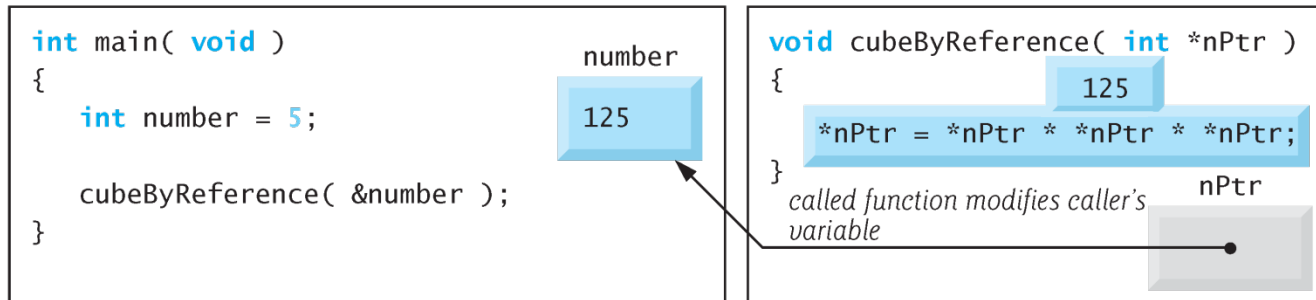 int main( void )
{
number
int number = 5;
125
cubeByReference( &number );
}
void cubeByReference( int *nPtr )
{
125
*nPtr = *nPtr * *nPtr * *nPtr;
}
nPtr
called function modifies caller’s
variable